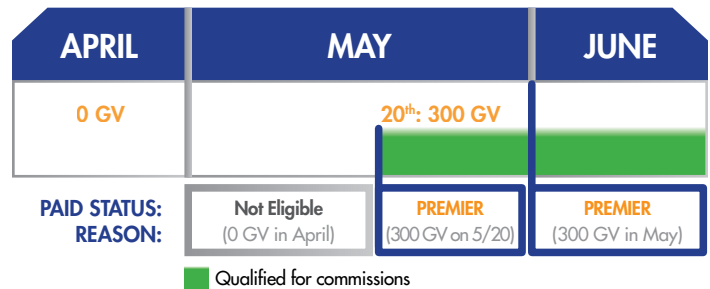 APRIL MAY JUNE
0 GV 20th: 300 GV
PAID STATUS: Not Eligible PREMIER PREMIER
REASON: (0 GV in April) (300 GV on 5/20) (300 GV in May)
Qualified for commissions